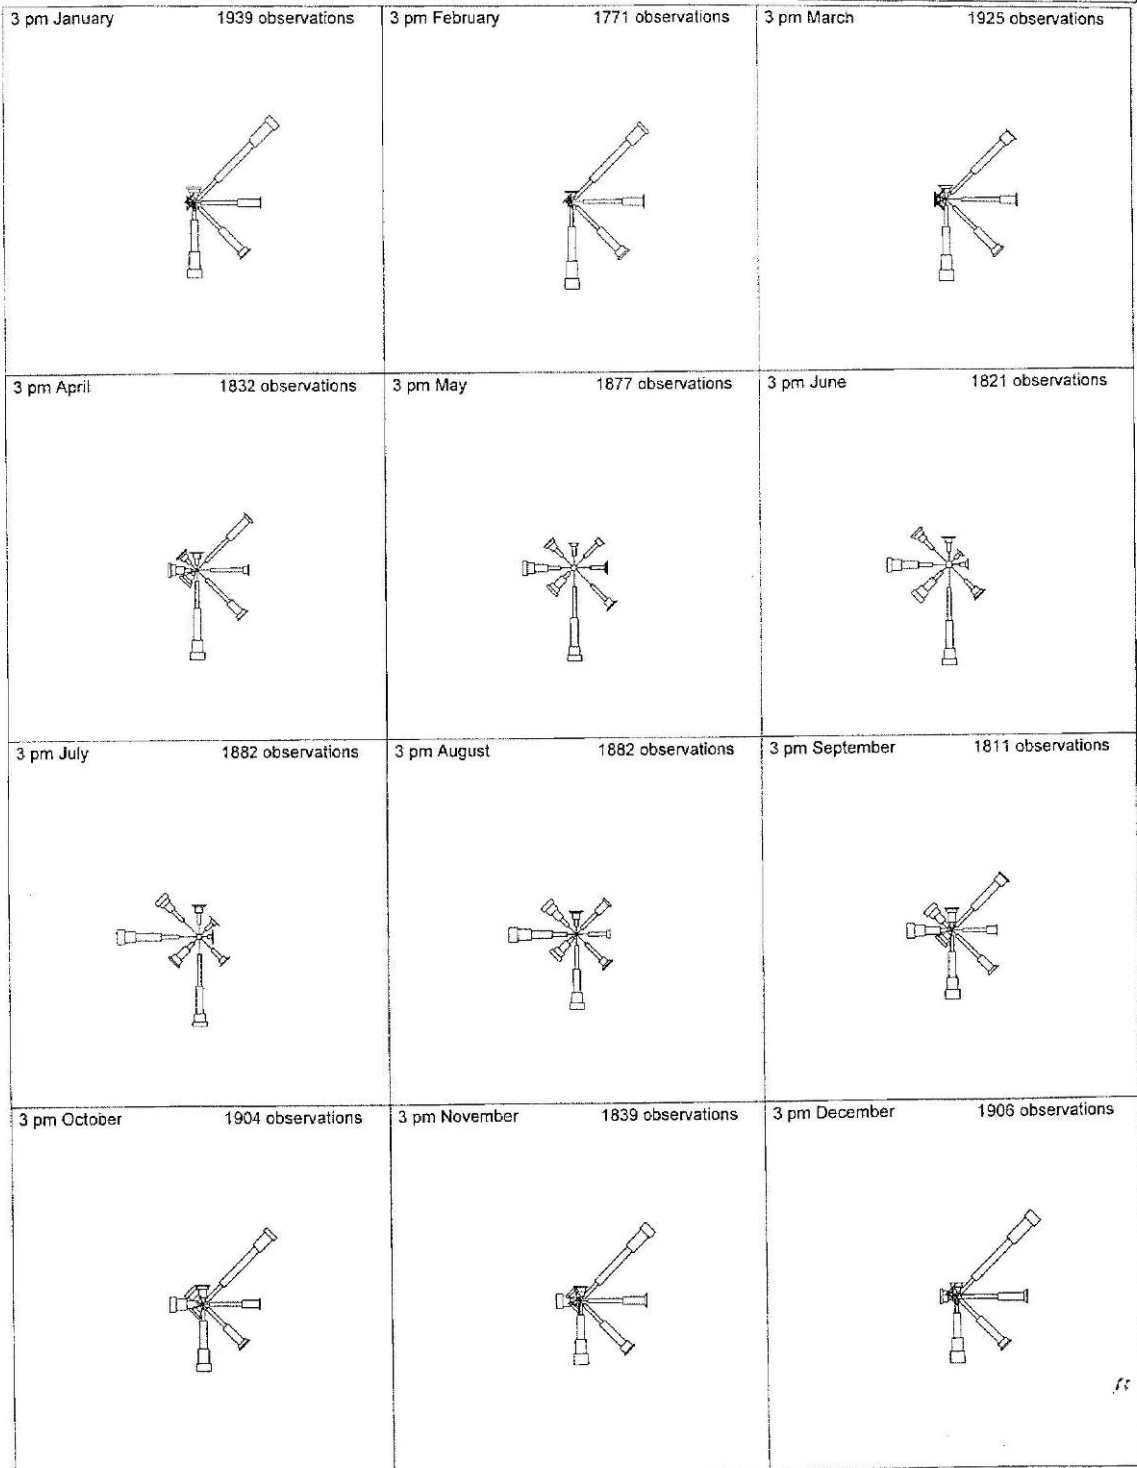 3 pm January 1939 observations
3 pm February 1771 observations
3 pm March 1925 observations
3 pm April 1832 observations
3 pm May 1877 observations
3 pm June 1821 observations
3 pm July 1882 observations
3 pm August 1882 observations
3 pm September 1811 observations
3 pm October 1904 observations
3 pm November 1839 observations
3 pm December 1906 observations